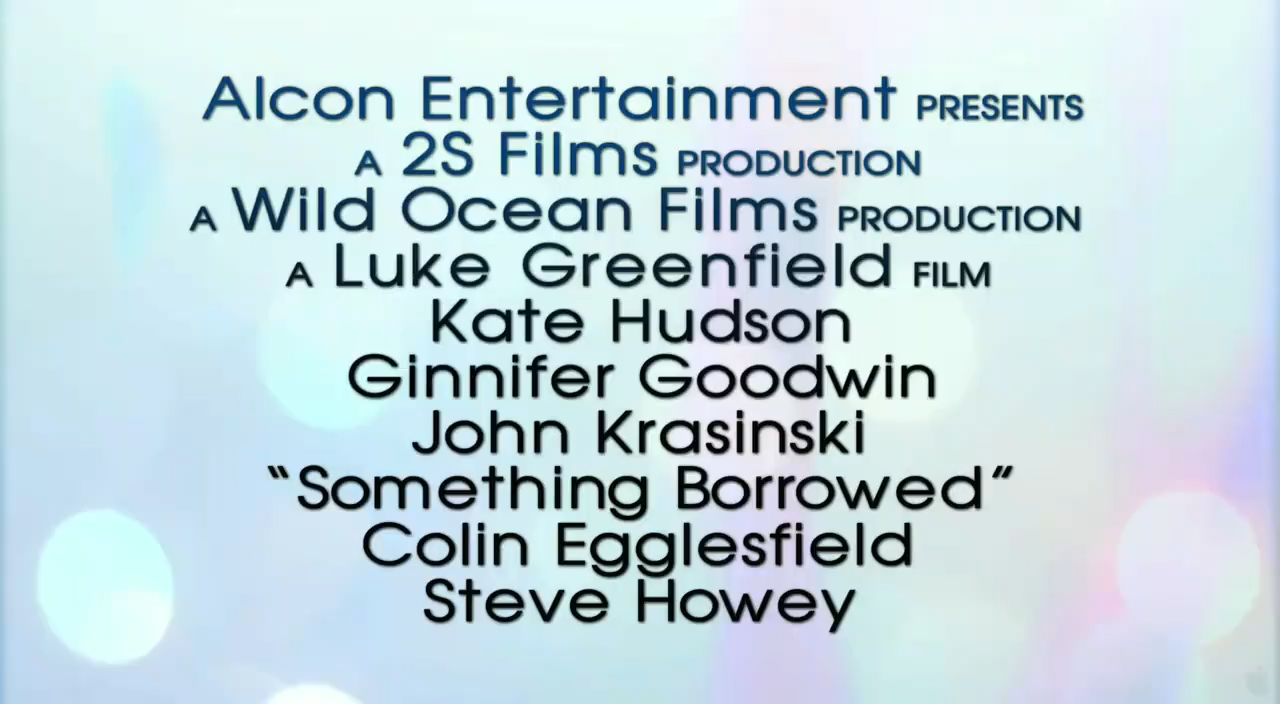 Alcon Entertainment PRESENTS
A 2S Films PRODUCTION
A Wild Ocean Films PRODUCTION
A Luke Greenfield FILM
Kate Hudson
Ginnifer Goodwin
John Krasinski
“Something Borrowed”
Colin Egglesfield
Steve Howey